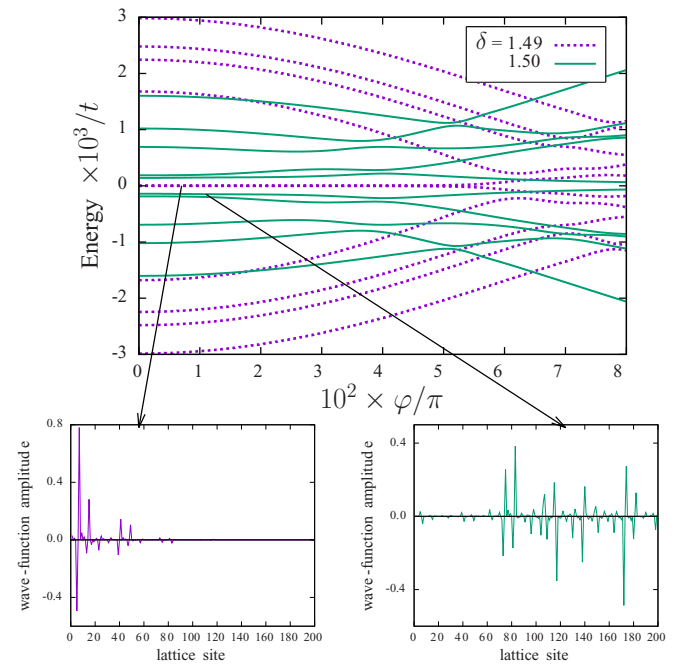 3
2
1
0
-1
-2
-3
Energy ×10³/t
δ = 1.49
1.50
0 1 2 3 4 5 6 7 8
10² × φ/π
0.8
0.4
0.0
-0.4
wave-function amplitude
0 20 40 60 80 100 120 140 160 180 200
lattice site
0.4
0.0
-0.4
wave-function amplitude
0 20 40 60 80 100 120 140 160 180 200
lattice site